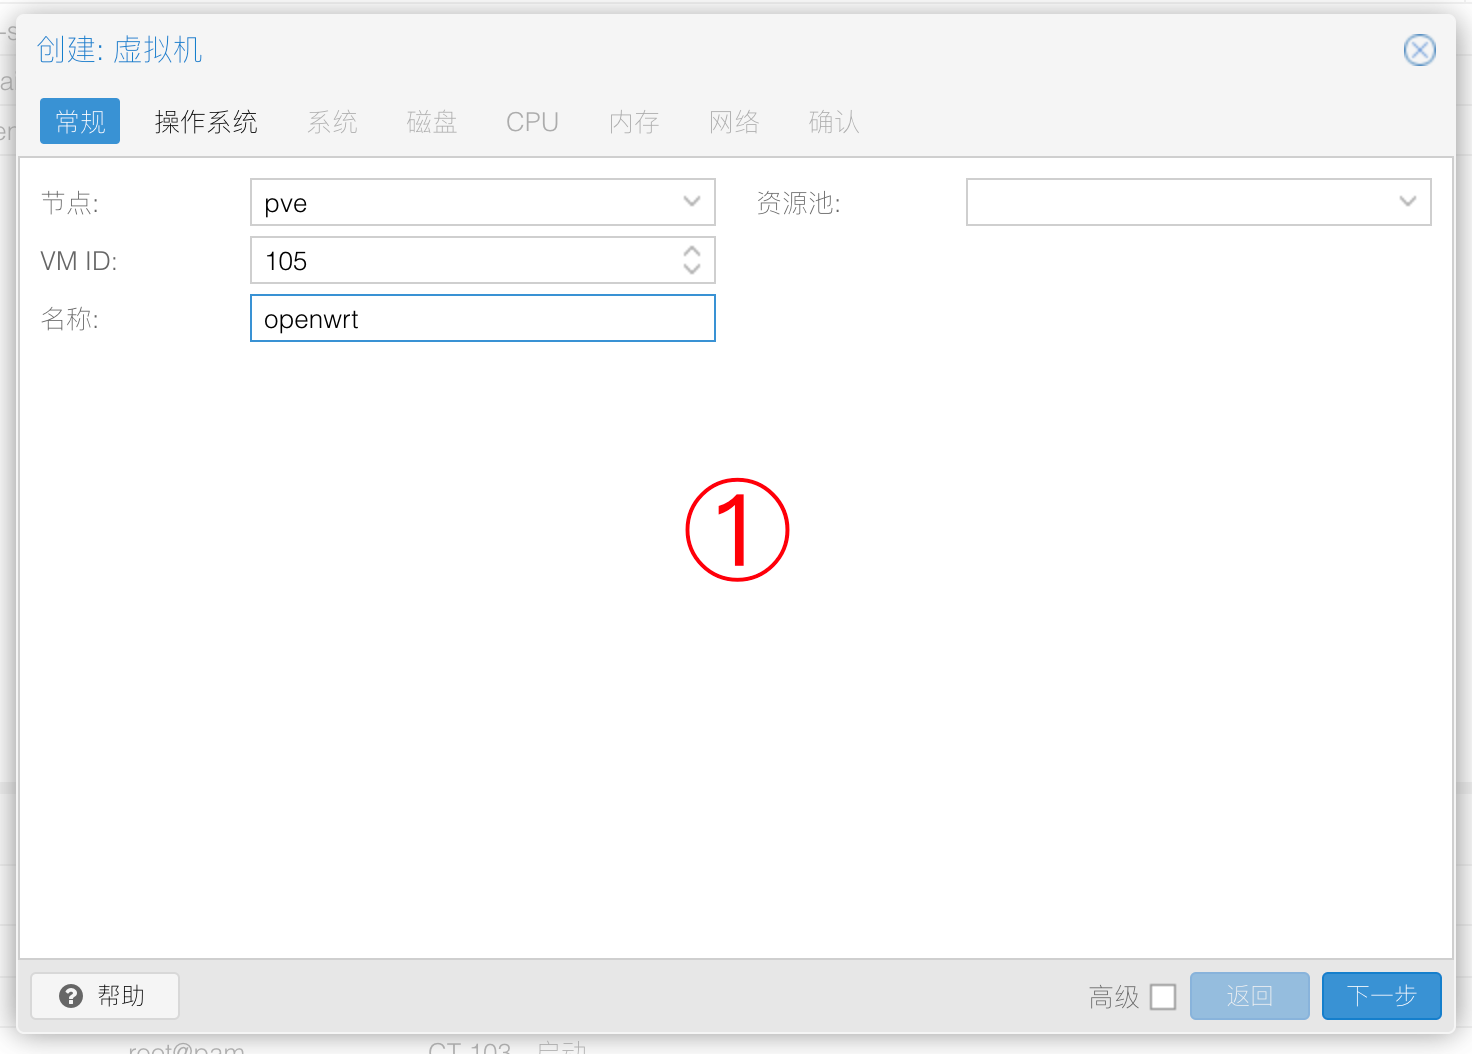 创建: 虚拟机
常规 操作系统 系统 磁盘 CPU 内存 网络 确认
节点: pve 资源池:
VM ID: 105
名称: openwrt
①
帮助 高级 返回 下一步
root@pam CT 103 启动